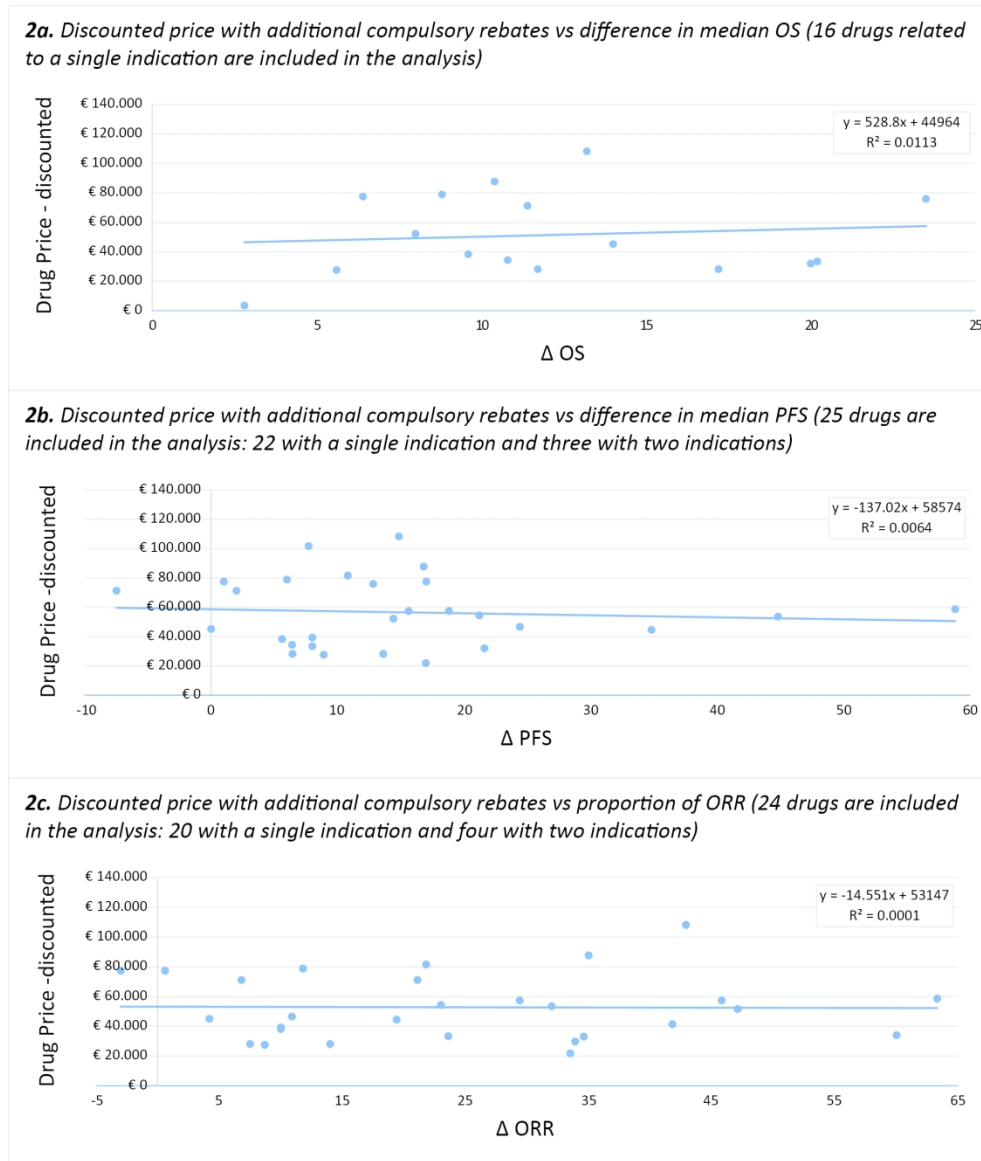 2a. Discounted price with additional compulsory rebates vs difference in median OS (16 drugs related
to a single indication are included in the analysis)
Drug Price - discounted
€ 140.000
€ 120.000
€ 100.000
€ 80.000
€ 60.000
€ 40.000
€ 20.000
€ 0
y = 528.8x + 44964
R² = 0.0113
0 5 10 15 20 25
Δ OS
2b. Discounted price with additional compulsory rebates vs difference in median PFS (25 drugs are
included in the analysis: 22 with a single indication and three with two indications)
Drug Price -discounted
€ 140.000
€ 120.000
€ 100.000
€ 80.000
€ 60.000
€ 40.000
€ 20.000
€ 0
y = -137.02x + 58574
R² = 0.0064
-10 0 10 20 30 40 50 60
Δ PFS
2c. Discounted price with additional compulsory rebates vs proportion of ORR (24 drugs are included
in the analysis: 20 with a single indication and four with two indications)
Drug Price -discounted
€ 140.000
€ 120.000
€ 100.000
€ 80.000
€ 60.000
€ 40.000
€ 20.000
€ 0
y = -14.551x + 53147
R² = 0.0001
-5 5 15 25 35 45 55 65
Δ ORR